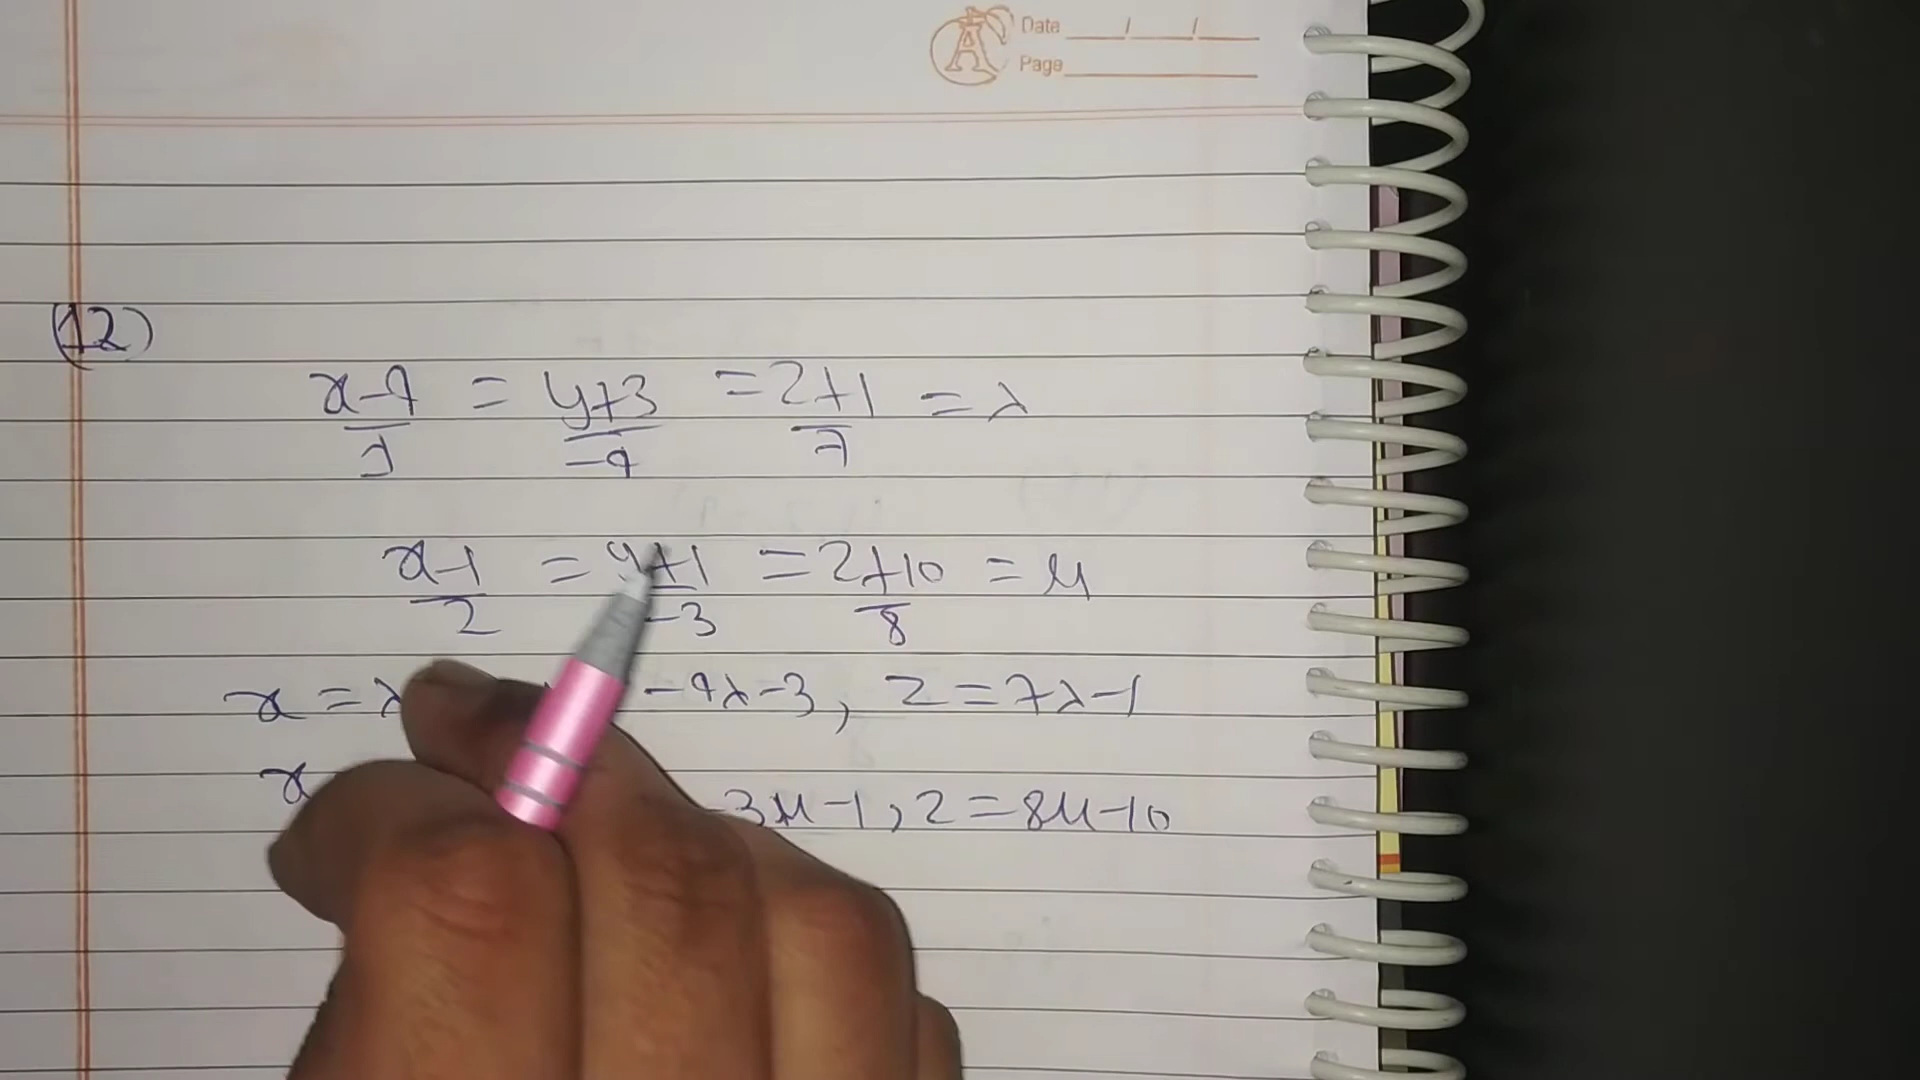 Date / /
Page
(12)
x-4 = y+3 = z+1 = λ
1 -4 7
x-1 = y+1 = z+10 = μ
2 -3 8
x = λ -4λ-3, z = 7λ-1
x -3μ-1, z = 8μ-10